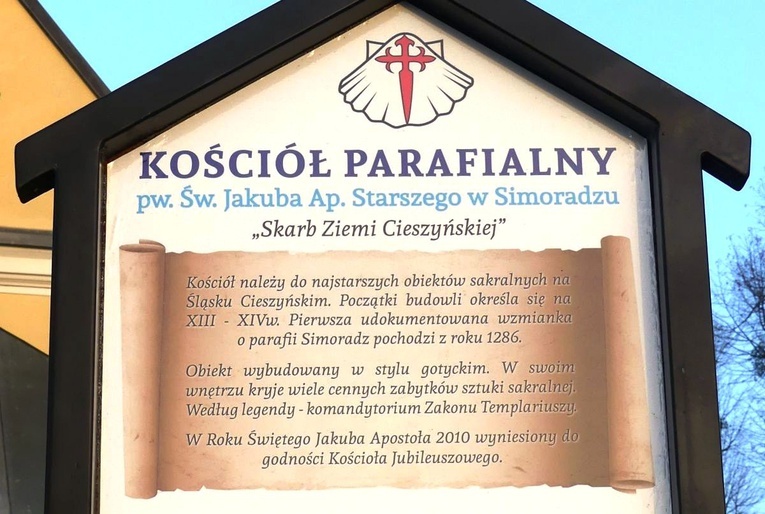 KOŚCIÓŁ PARAFIALNY
pw. Św. Jakuba Ap. Starszego w Simoradzu
„Skarb Ziemi Cieszyńskiej”
Kościół należy do najstarszych obiektów sakralnych na
Śląsku Cieszyńskim. Początki budowli określa się na
XIII - XIVw. Pierwsza udokumentowana wzmianka
o parafii Simoradz pochodzi z roku 1286.
Obiekt wybudowany w stylu gotyckim. W swoim
wnętrzu kryje wiele cennych zabytków sztuki sakralnej.
Według legendy - komandytorium Zakonu Templariuszy.
W Roku Świętego Jakuba Apostoła 2010 wyniesiony do
godności Kościoła Jubileuszowego.